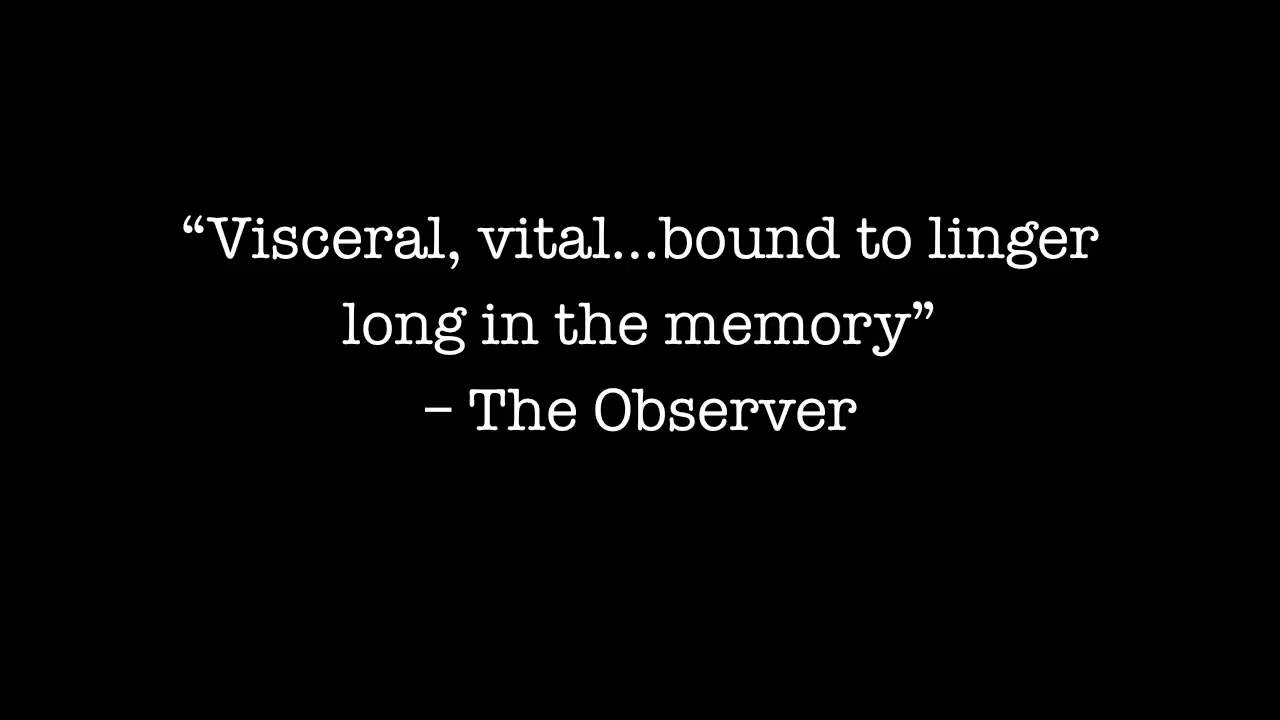 “Visceral, vital...bound to linger
long in the memory”
– The Observer